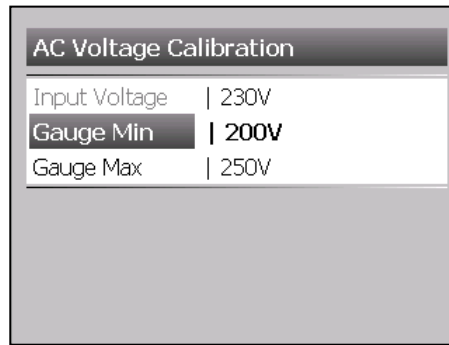 AC Voltage Calibration
Input Voltage | 230V
Gauge Min | 200V
Gauge Max | 250V